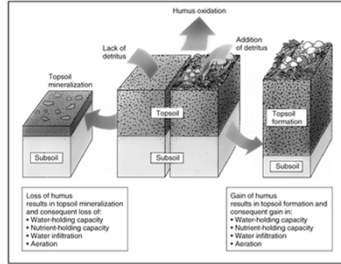 Humus oxidation
Lack of
detritus
Addition
of detritus
Topsoil
mineralization
Topsoil
Topsoil
formation
Subsoil
Subsoil
Subsoil
Loss of humus
results in topsoil mineralization
and consequent loss of:
• Water-holding capacity
• Nutrient-holding capacity
• Water infiltration
• Aeration
Gain of humus
results in topsoil formation and
consequent gain in:
• Water-holding capacity
• Nutrient-holding capacity
• Water infiltration
• Aeration